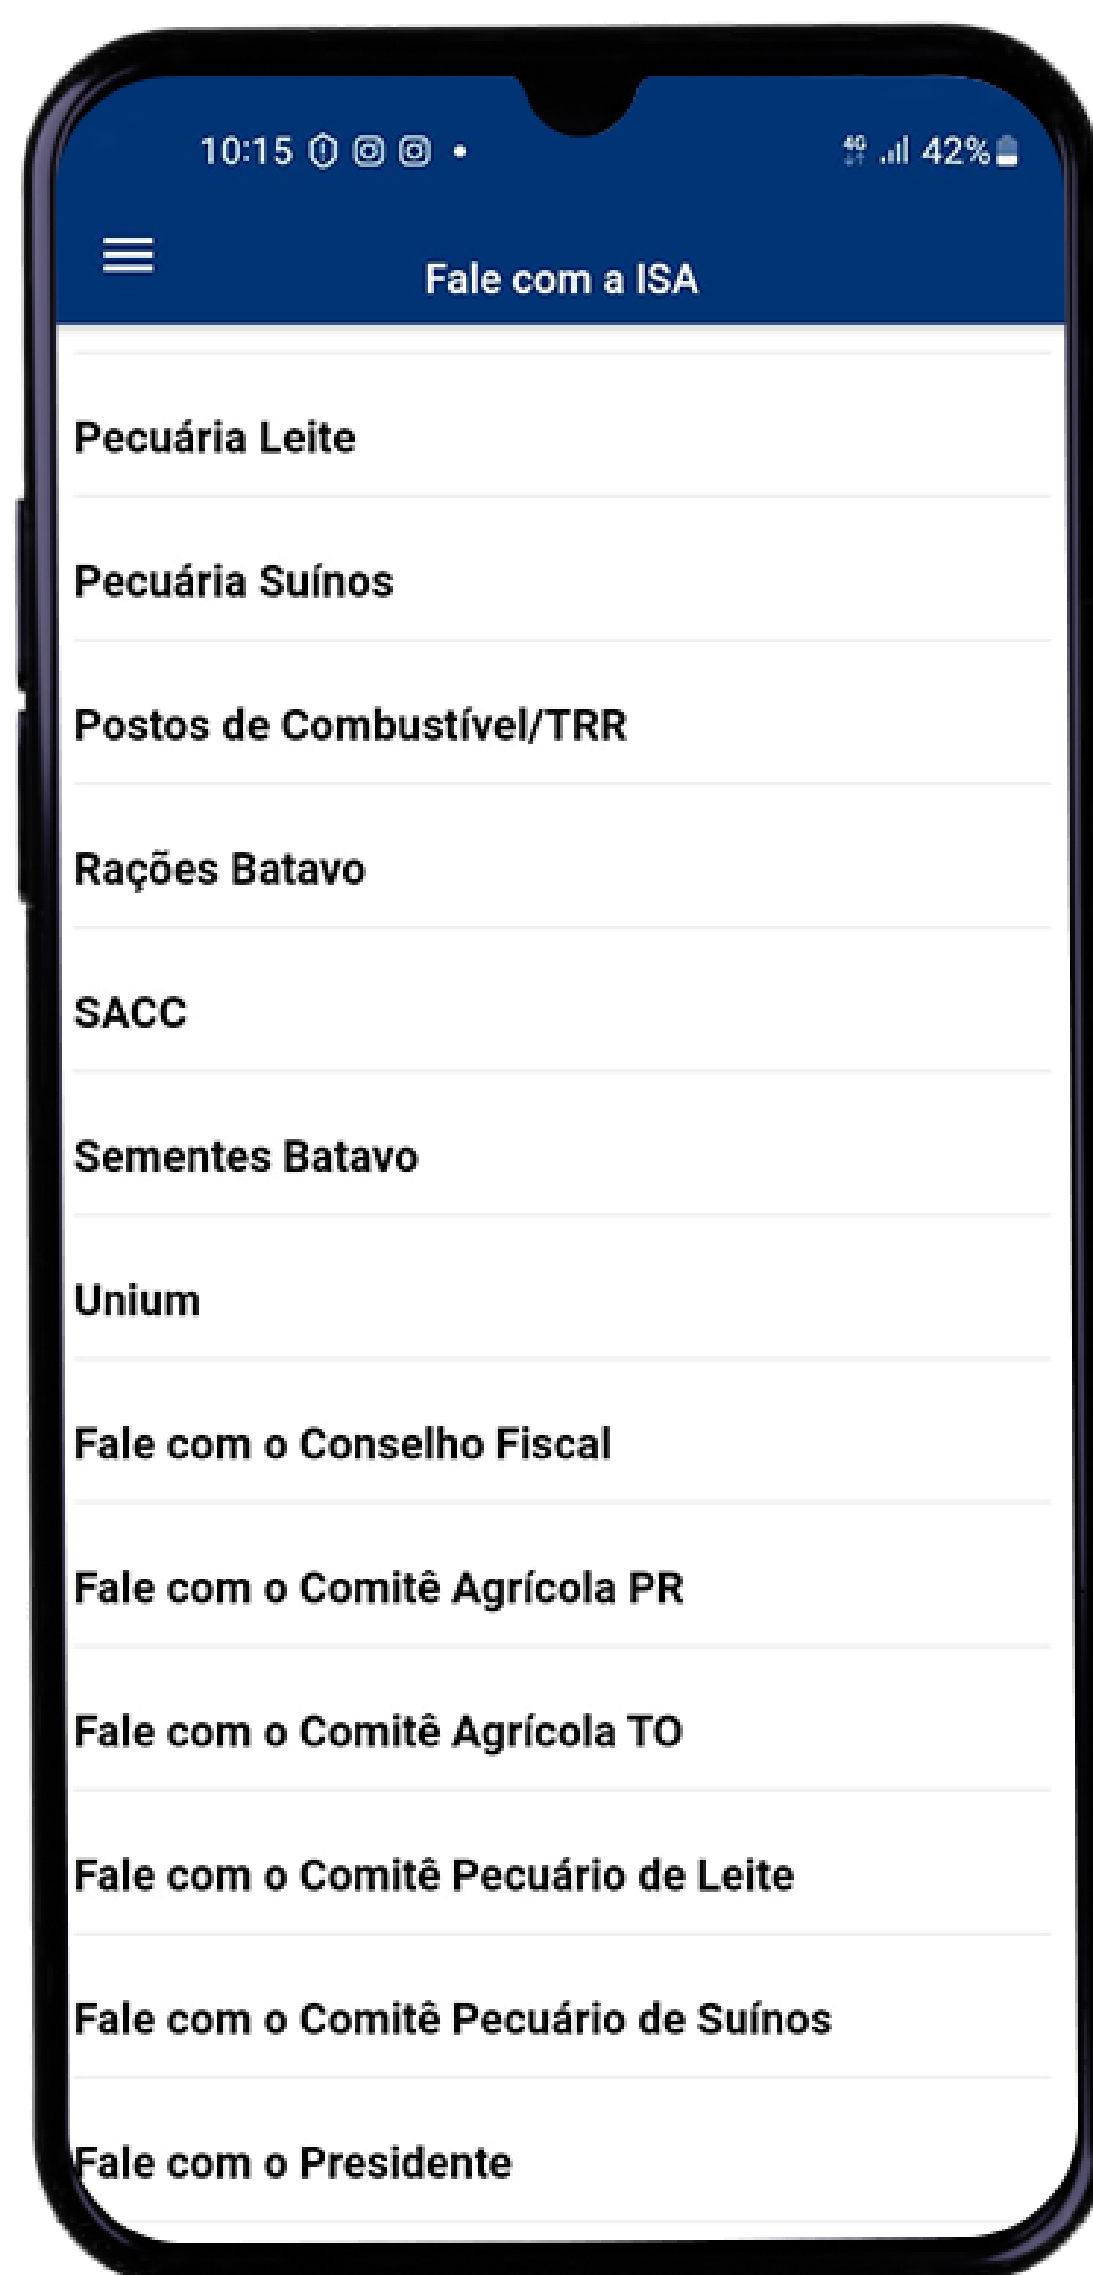 10:15 4G 42%
Fale com a ISA
Pecuária Leite
Pecuária Suínos
Postos de Combustível/TRR
Rações Batavo
SACC
Sementes Batavo
Unium
Fale com o Conselho Fiscal
Fale com o Comitê Agrícola PR
Fale com o Comitê Agrícola TO
Fale com o Comitê Pecuário de Leite
Fale com o Comitê Pecuário de Suínos
Fale com o Presidente